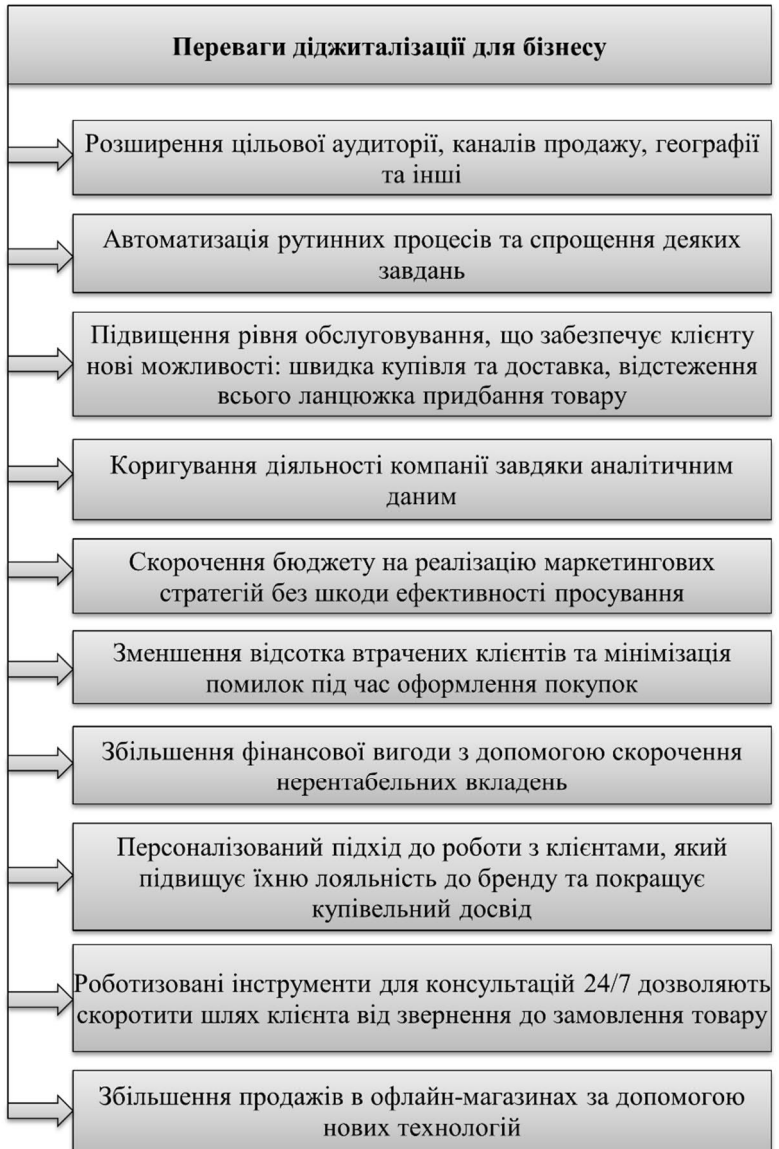 Переваги діджиталізації для бізнесу
Розширення цільової аудиторії, каналів продажу, географії
та інші
Автоматизація рутинних процесів та спрощення деяких
завдань
Підвищення рівня обслуговування, що забезпечує клієнту
нові можливості: швидка купівля та доставка, відстеження
всього ланцюжка придбання товару
Коригування діяльності компанії завдяки аналітичним
даним
Скорочення бюджету на реалізацію маркетингових
стратегій без шкоди ефективності просування
Зменшення відсотка втрачених клієнтів та мінімізація
помилок під час оформлення покупок
Збільшення фінансової вигоди з допомогою скорочення
нерентабельних вкладень
Персоналізований підхід до роботи з клієнтами, який
підвищує їхню лояльність до бренду та покращує
купівельний досвід
Роботизовані інструменти для консультацій 24/7 дозволяють
скоротити шлях клієнта від звернення до замовлення товару
Збільшення продажів в офлайн-магазинах за допомогою
нових технологій